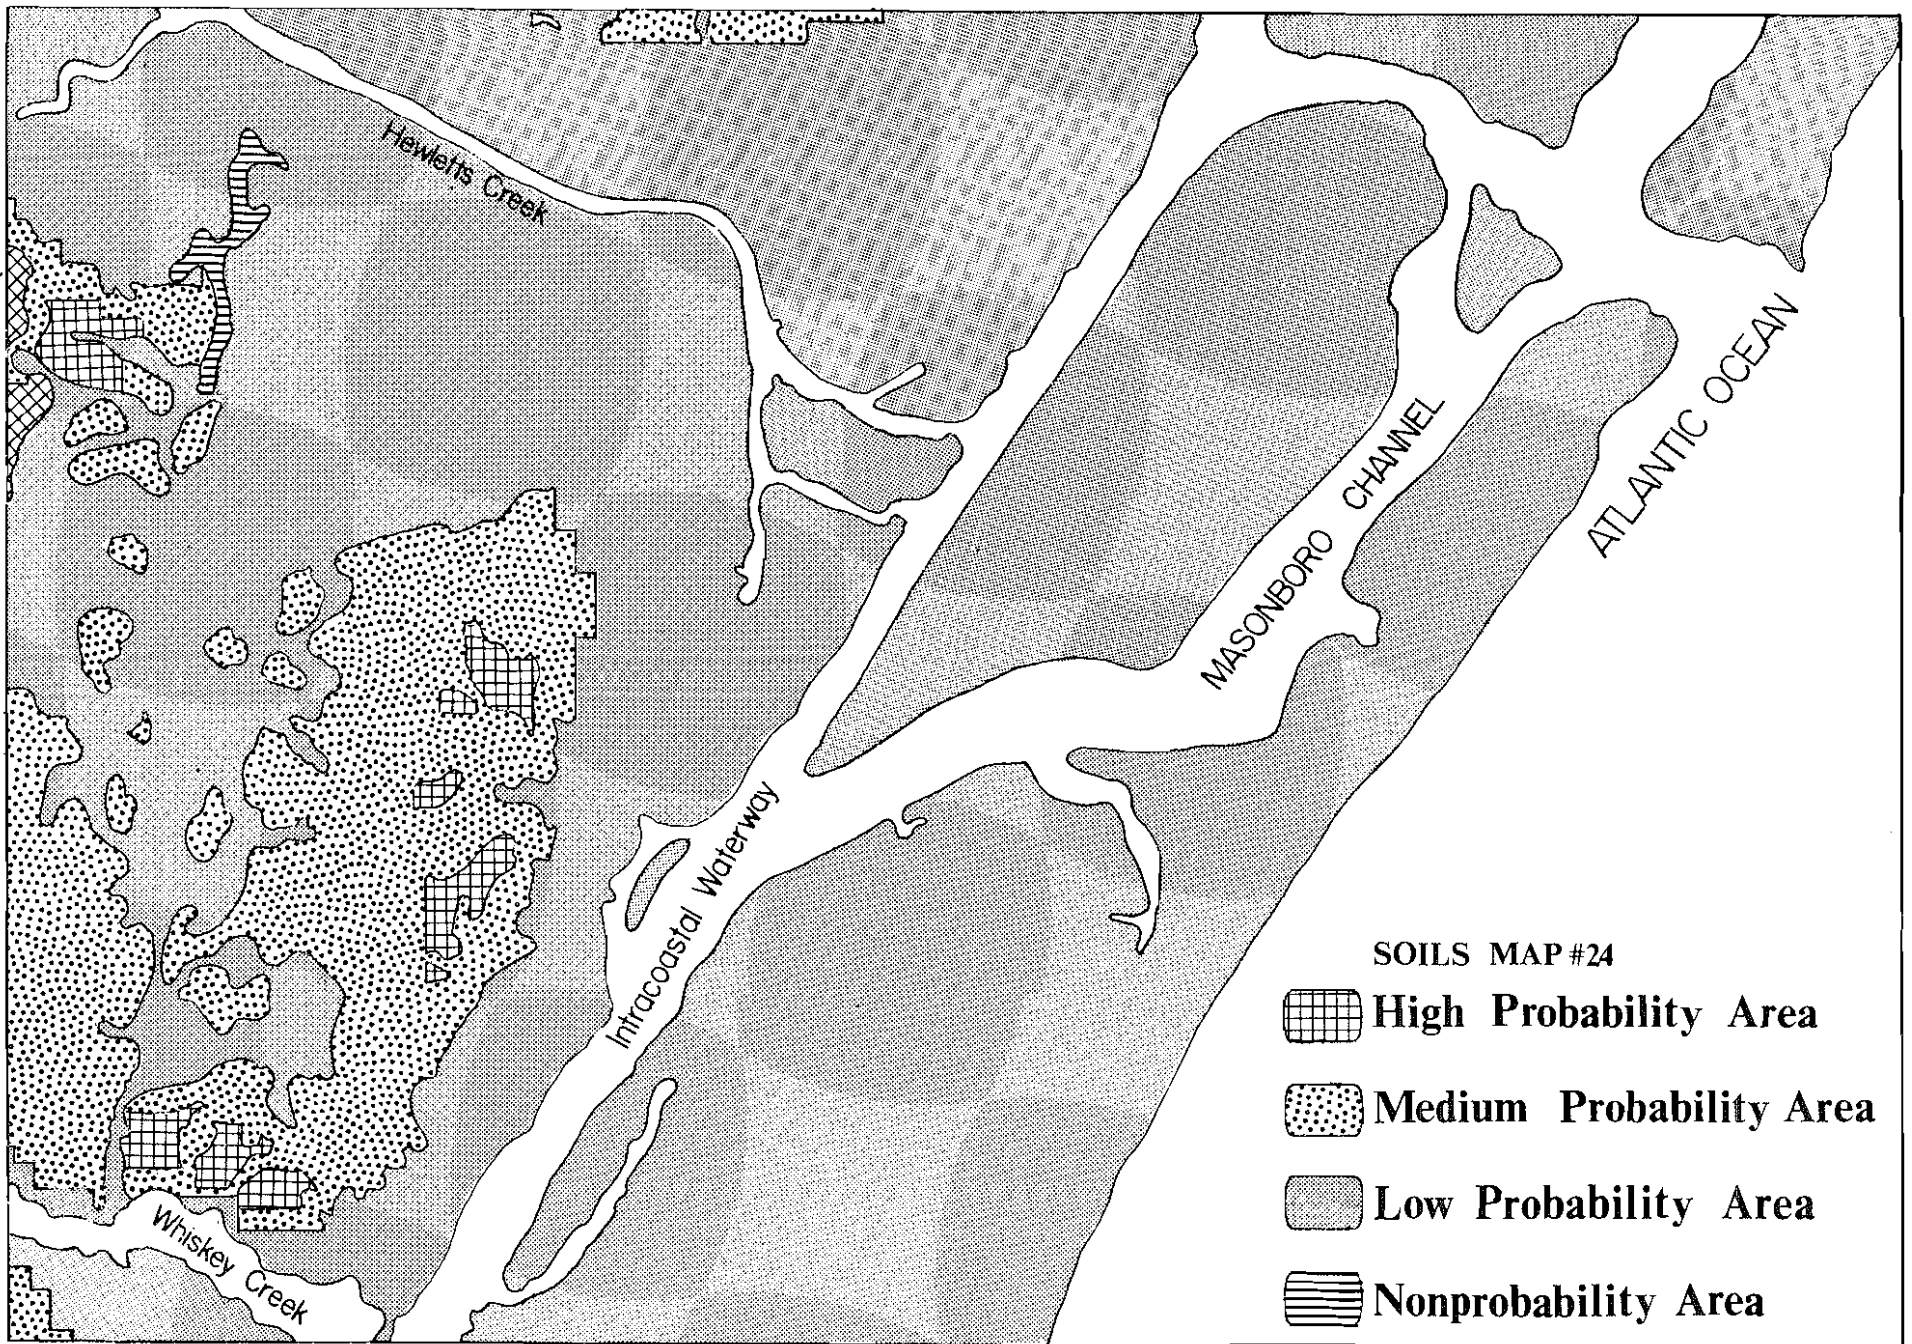 Hewletts Creek
ATLANTIC OCEAN
MASONBORO CHANNEL
Intracoastal Waterway
Whiskey Creek
SOILS MAP #24
High Probability Area
Medium Probability Area
Low Probability Area
Nonprobability Area